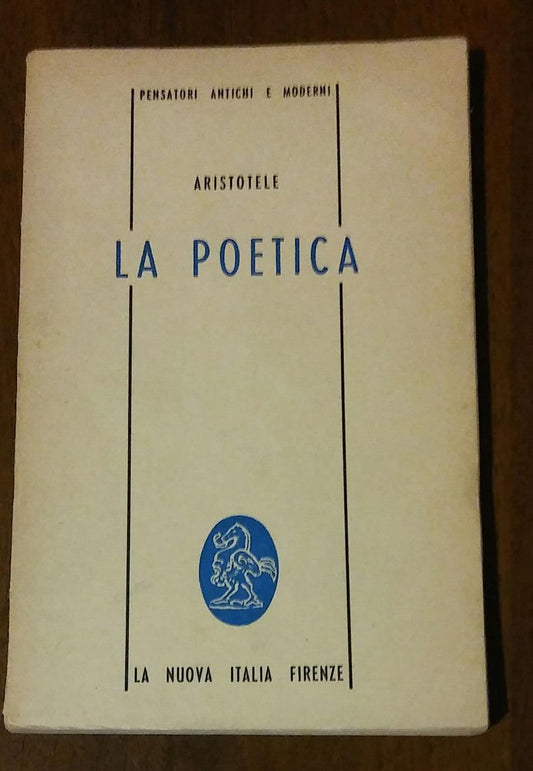 PENSATORI ANTICHI E MODERNI
ARISTOTELE
LA POETICA
LA NUOVA ITALIA FIRENZE